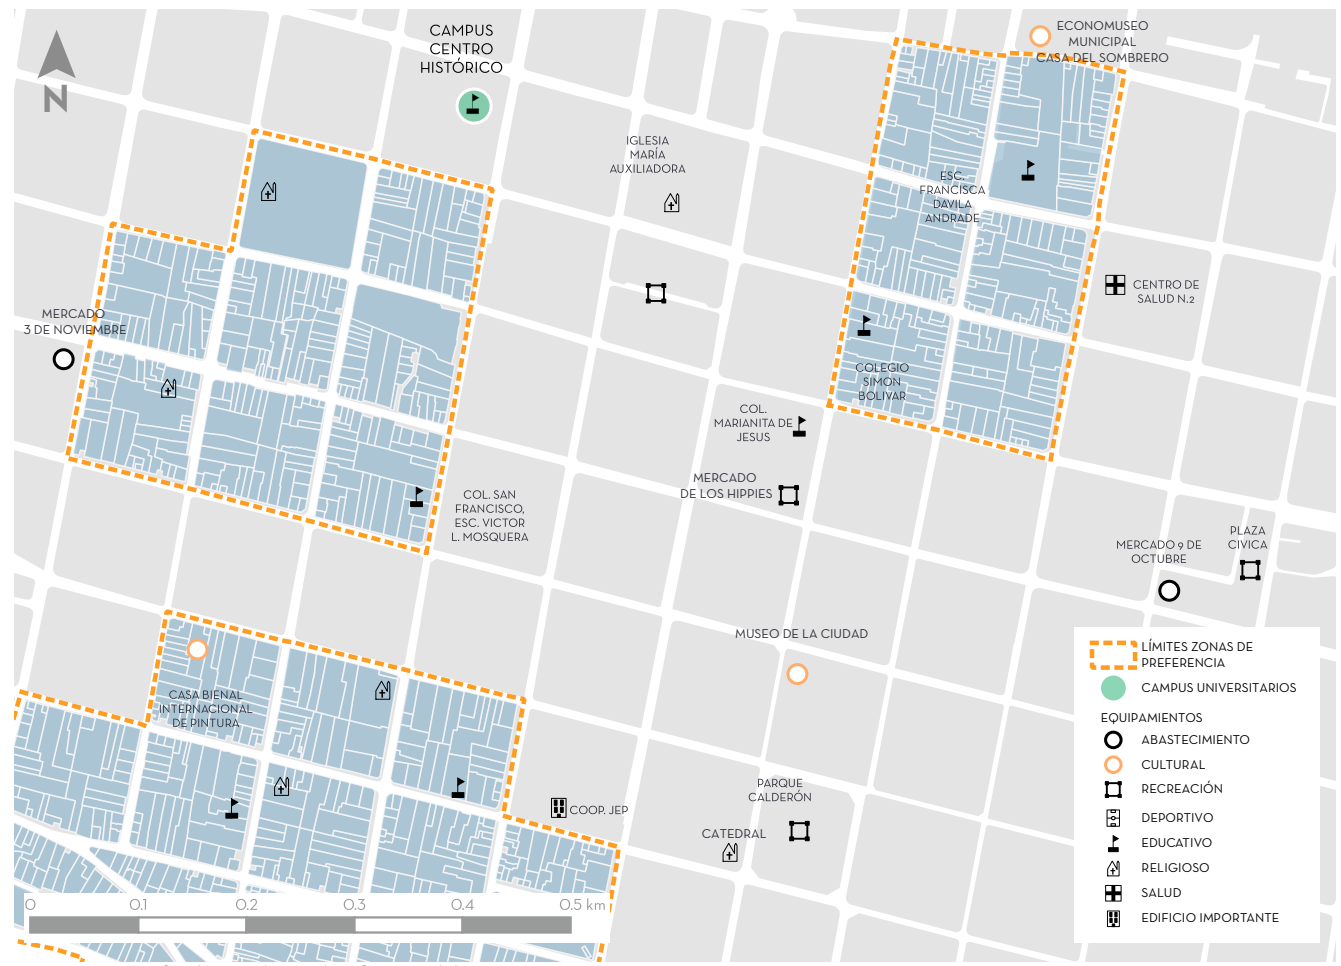 CAMPUS
CENTRO
HISTÓRICO
N
ECONOMUSEO
MUNICIPAL
CASA DEL SOMBRERO
IGLESIA
MARÍA
AUXILIADORA
ESC.
FRANCISCA
DAVILA
ANDRADE
CENTRO DE
SALUD N.2
MERCADO
3 DE NOVIEMBRE
COLEGIO
SIMON
BOLIVAR
COL.
MARIANITA DE
JESUS
MERCADO
DE LOS HIPPIES
COL. SAN
FRANCISCO,
ESC. VICTOR
L. MOSQUERA
MERCADO 9 DE
OCTUBRE
PLAZA
CIVICA
MUSEO DE LA CIUDAD
CASA BIENAL
INTERNACIONAL
DE PINTURA
COOP. JEP
PARQUE
CALDERÓN
CATEDRAL
LÍMITES ZONAS DE
PREFERENCIA
CAMPUS UNIVERSITARIOS
EQUIPAMIENTOS
ABASTECIMIENTO
CULTURAL
RECREACIÓN
DEPORTIVO
EDUCATIVO
RELIGIOSO
SALUD
EDIFICIO IMPORTANTE
0 0.1 0.2 0.3 0.4 0.5 km